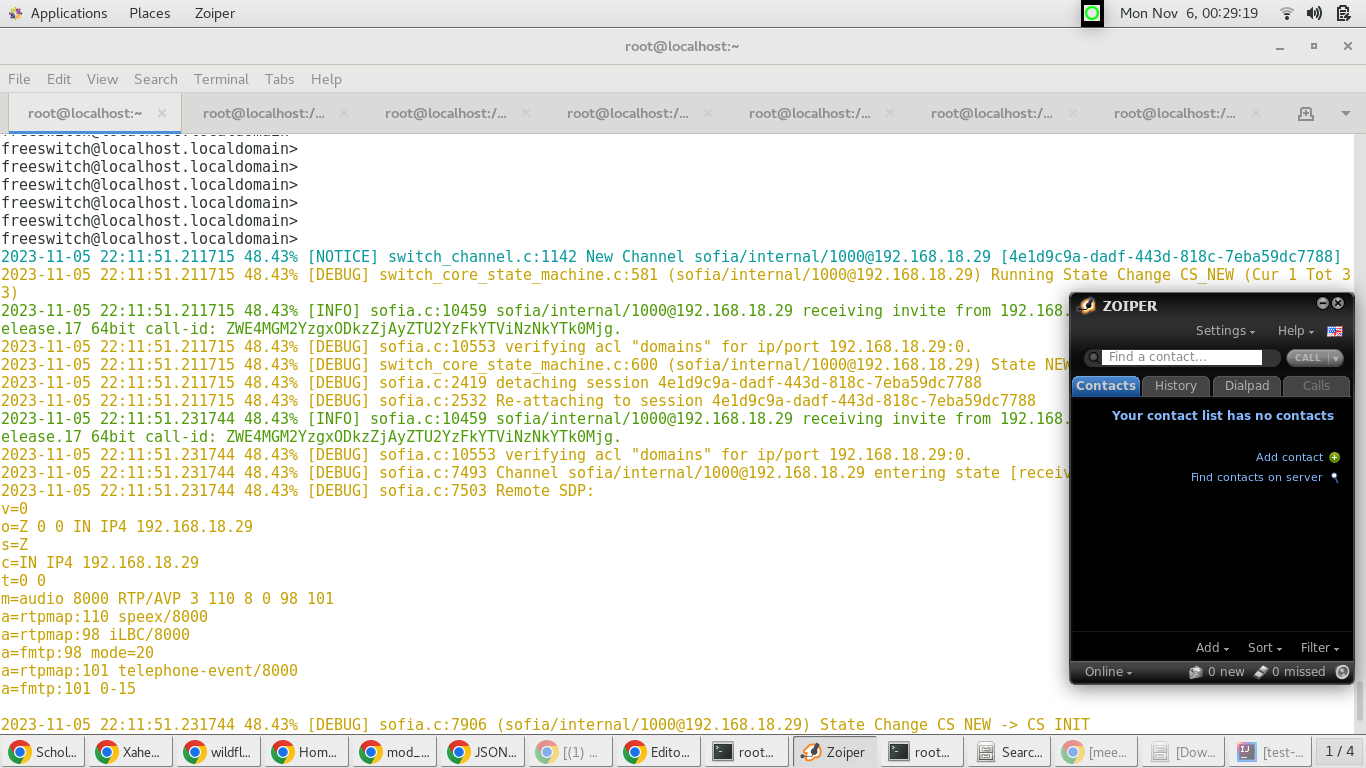 Applications Places Zoiper Mon Nov 6, 00:29:19
root@localhost:~
File Edit View Search Terminal Tabs Help
root@localhost:~ root@localhost:/... root@localhost:/... root@localhost:/... root@localhost:/... root@localhost:/... root@localhost:/...
freeswitch@localhost.localdomain>
freeswitch@localhost.localdomain>
freeswitch@localhost.localdomain>
freeswitch@localhost.localdomain>
freeswitch@localhost.localdomain>
freeswitch@localhost.localdomain>
freeswitch@localhost.localdomain>
2023-11-05 22:11:51.211715 48.43% [NOTICE] switch_channel.c:1142 New Channel sofia/internal/1000@192.168.18.29 [4e1d9c9a-dadf-443d-818c-7eba59dc7788]
2023-11-05 22:11:51.211715 48.43% [DEBUG] switch_core_state_machine.c:581 (sofia/internal/1000@192.168.18.29) Running State Change CS_NEW (Cur 1 Tot 3
3)
2023-11-05 22:11:51.211715 48.43% [INFO] sofia.c:10459 sofia/internal/1000@192.168.18.29 receiving invite from 192.168.
elease.17 64bit call-id: ZWE4MGM2YzgxODkzZjAyZTU2YzFkYTViNzNkYTk0Mjg.
2023-11-05 22:11:51.211715 48.43% [DEBUG] sofia.c:10553 verifying acl "domains" for ip/port 192.168.18.29:0.
2023-11-05 22:11:51.211715 48.43% [DEBUG] switch_core_state_machine.c:600 (sofia/internal/1000@192.168.18.29) State NEW
2023-11-05 22:11:51.211715 48.43% [DEBUG] sofia.c:2419 detaching session 4e1d9c9a-dadf-443d-818c-7eba59dc7788
2023-11-05 22:11:51.231715 48.43% [DEBUG] sofia.c:2532 Re-attaching to session 4e1d9c9a-dadf-443d-818c-7eba59dc7788
2023-11-05 22:11:51.231744 48.43% [INFO] sofia.c:10459 sofia/internal/1000@192.168.18.29 receiving invite from 192.168.
elease.17 64bit call-id: ZWE4MGM2YzgxODkzZjAyZTU2YzFkYTViNzNkYTk0Mjg.
2023-11-05 22:11:51.231744 48.43% [DEBUG] sofia.c:10553 verifying acl "domains" for ip/port 192.168.18.29:0.
2023-11-05 22:11:51.231744 48.43% [DEBUG] sofia.c:7493 Channel sofia/internal/1000@192.168.18.29 entering state [receiv
2023-11-05 22:11:51.231744 48.43% [DEBUG] sofia.c:7503 Remote SDP:
v=0
o=Z 0 0 IN IP4 192.168.18.29
s=Z
c=IN IP4 192.168.18.29
t=0 0
m=audio 8000 RTP/AVP 3 110 8 0 98 101
a=rtpmap:110 speex/8000
a=rtpmap:98 iLBC/8000
a=fmtp:98 mode=20
a=rtpmap:101 telephone-event/8000
a=fmtp:101 0-15
2023-11-05 22:11:51.231744 48.43% [DEBUG] sofia.c:7906 (sofia/internal/1000@192.168.18.29) State Change CS_NEW -> CS_INIT
ZOIPER
Settings Help
Find a contact... CALL
Contacts History Dialpad Calls
Your contact list has no contacts
Add contact
Find contacts on server
Add Sort Filter
Online 0 new 0 missed
Schol... Xahe... wildfl... Hom... mod_... JSON... [(1) ... Edito... root... Zoiper root... Searc... [mee... [Dow... [test-... 1 / 4